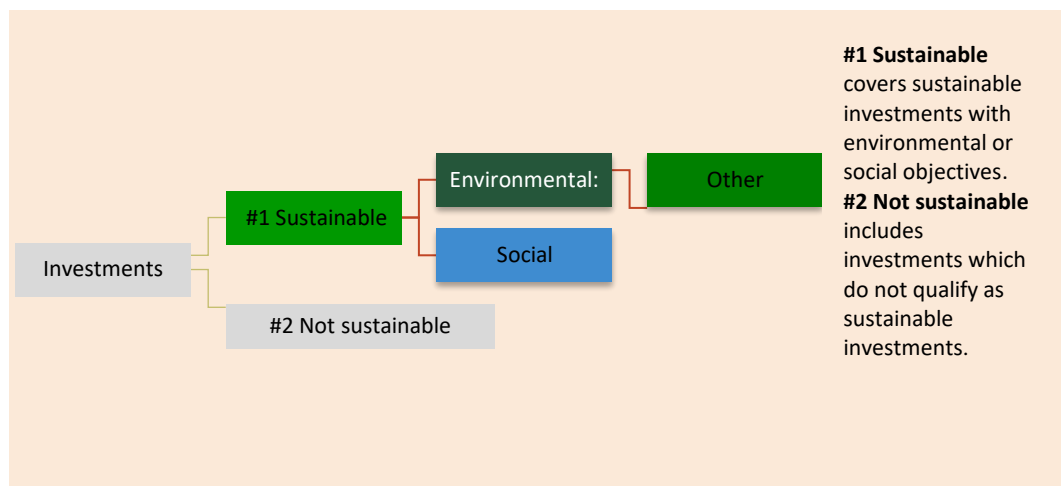 Investments
#1 Sustainable
#2 Not sustainable
Environmental:
Social
Other
#1 Sustainable
covers sustainable
investments with
environmental or
social objectives.
#2 Not sustainable
includes
investments which
do not qualify as
sustainable
investments.